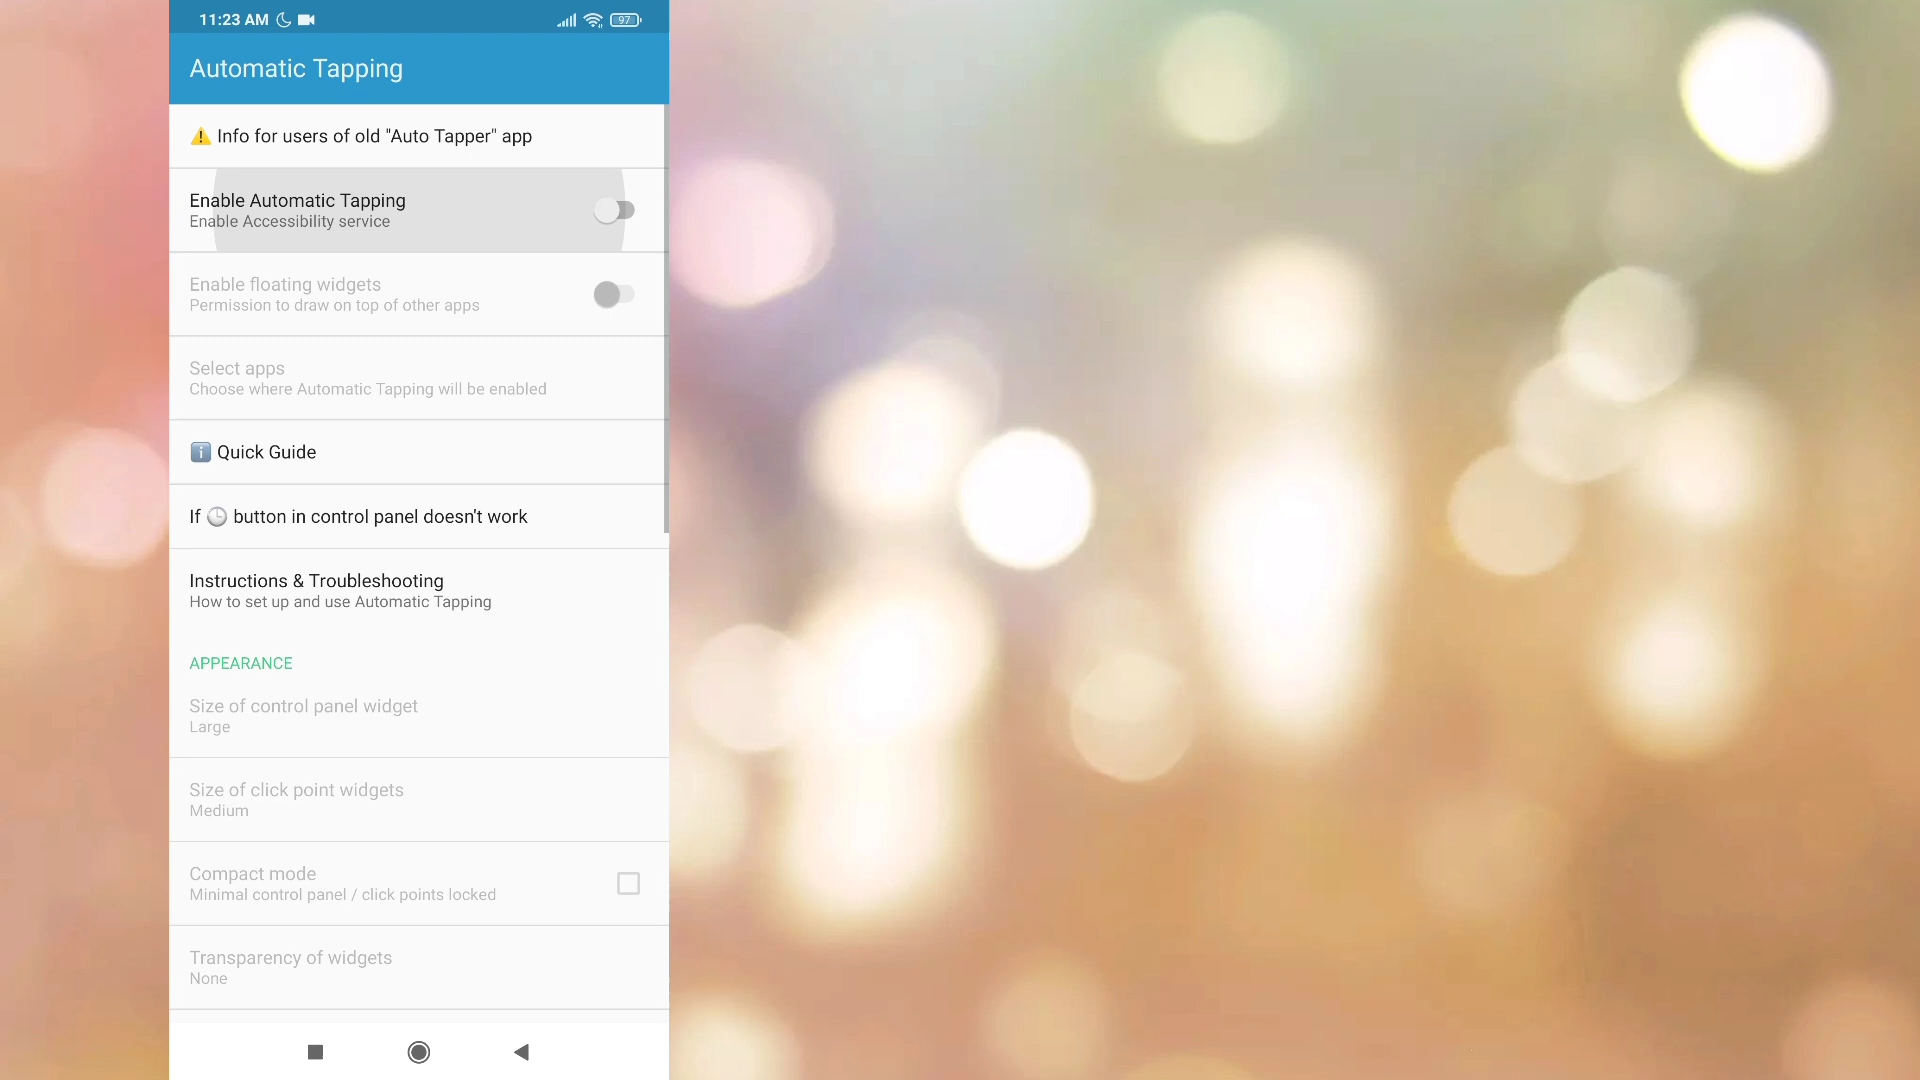 11:23 AM 97
Automatic Tapping
⚠️ Info for users of old "Auto Tapper" app
Enable Automatic Tapping
Enable Accessibility service
Enable floating widgets
Permission to draw on top of other apps
Select apps
Choose where Automatic Tapping will be enabled
ℹ️ Quick Guide
If 🕒 button in control panel doesn't work
Instructions & Troubleshooting
How to set up and use Automatic Tapping
APPEARANCE
Size of control panel widget
Large
Size of click point widgets
Medium
Compact mode
Minimal control panel / click points locked
Transparency of widgets
None